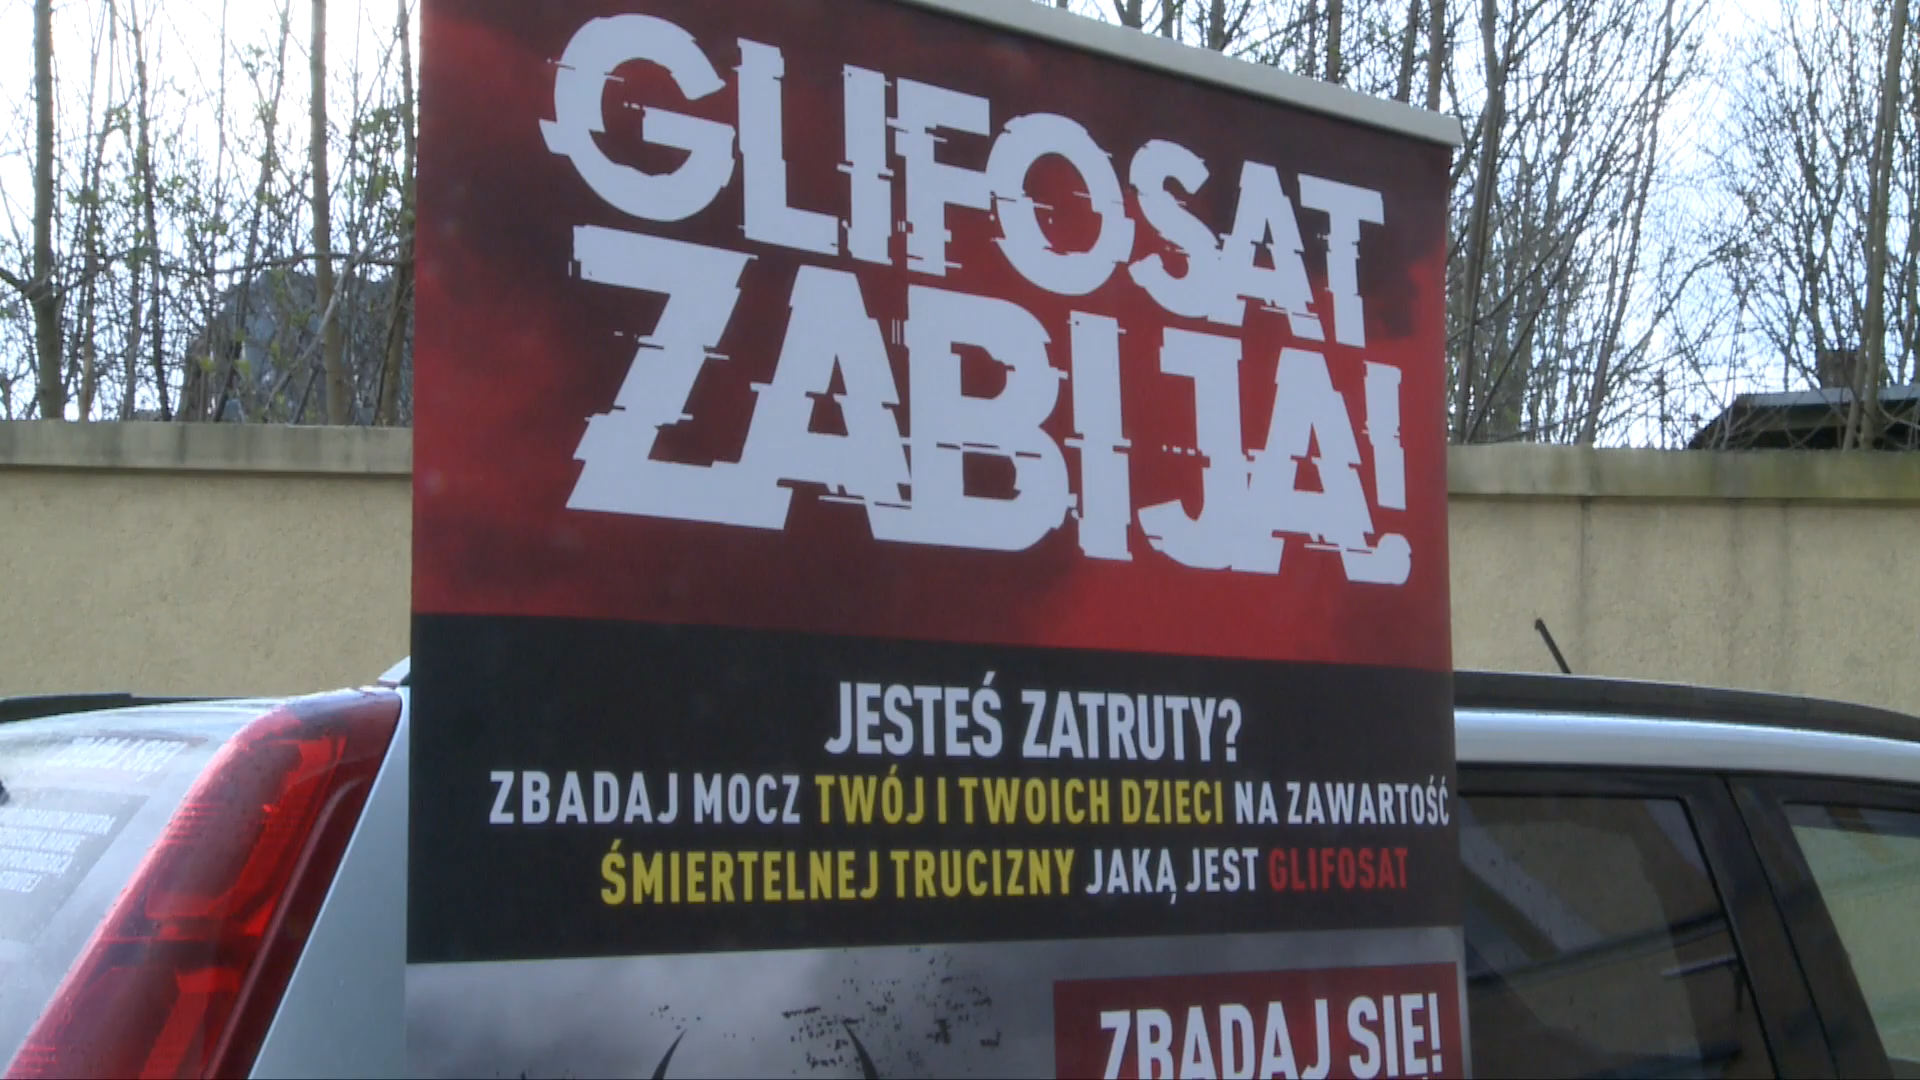 GLIFOSAT
ZABIJA!
JESTEŚ ZATRUTY?
ZBADAJ MOCZ TWÓJ I TWOICH DZIECI NA ZAWARTOŚĆ
ŚMIERTELNEJ TRUCIZNY JAKĄ JEST GLIFOSAT
ZBADAJ SIĘ!